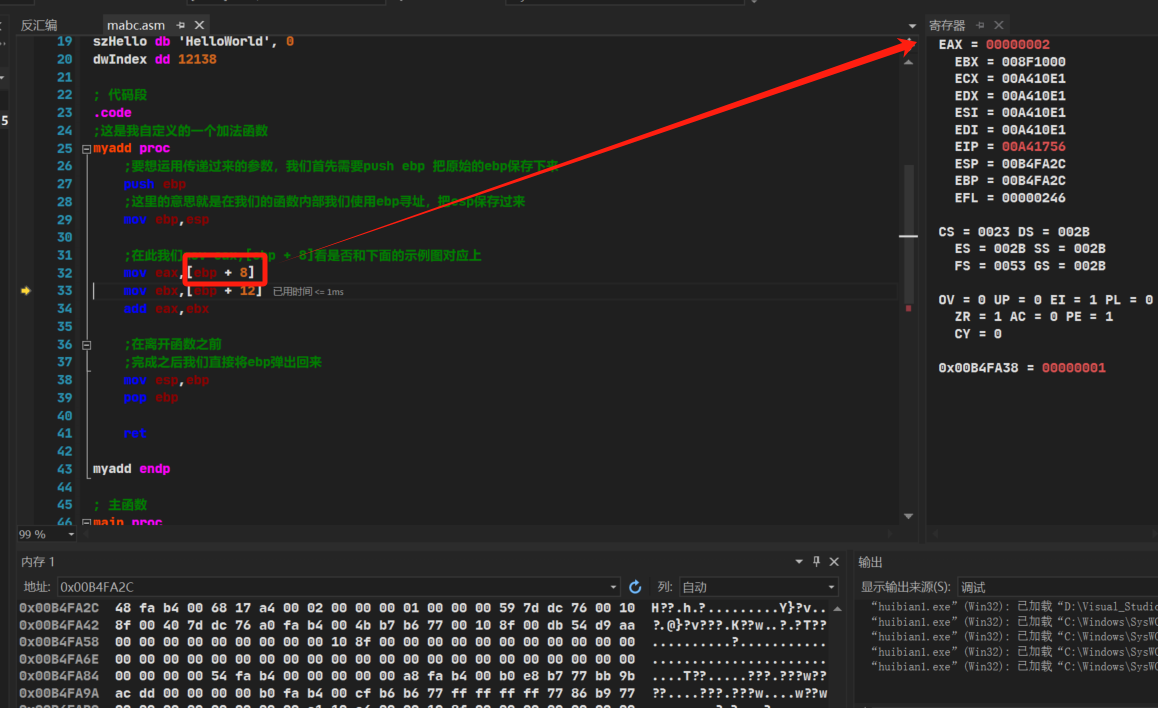 反汇编
mabc.asm
19 szHello db 'HelloWorld', 0
20 dwIndex dd 12138
21
22 ; 代码段
23 .code
24 ;这是我自定义的一个加法函数
25 myadd proc
26 ;要想运用传递过来的参数，我们首先需要push ebp 把原始的ebp保存下来
27 push ebp
28 ;这里的意思就是在我们的函数内部我们使用ebp寻址，把esp保存过来
29 mov ebp,esp
30
31 ;在此我们mov eax,[ebp + 8]看是否和下面的示例图对应上
32 mov eax,[ebp + 8]
33 mov ebx,[ebp + 12] 已用时间 <= 1ms
34 add eax,ebx
35
36 ;在离开函数之前
37 ;完成之后我们直接将ebp弹出回来
38 mov esp,ebp
39 pop ebp
40
41 ret
42
43 myadd endp
44
45 ; 主函数
46 main proc
99 %
寄存器
EAX = 00000002
EBX = 008F1000
ECX = 00A410E1
EDX = 00A410E1
ESI = 00A410E1
EDI = 00A410E1
EIP = 00A41756
ESP = 00B4FA2C
EBP = 00B4FA2C
EFL = 00000246
CS = 0023 DS = 002B
ES = 002B SS = 002B
FS = 0053 GS = 002B
OV = 0 UP = 0 EI = 1 PL = 0
ZR = 1 AC = 0 PE = 1
CY = 0
0x00B4FA38 = 00000001
内存 1
地址: 0x00B4FA2C
列: 自动
0x00B4FA2C 48 fa b4 00 68 17 a4 00 02 00 00 00 01 00 00 00 59 7d dc 76 00 10 H??.h.?.........Y}?v..
0x00B4FA42 8f 00 40 7d dc 76 a0 fa b4 00 4b b7 b6 77 00 10 8f 00 db 54 d9 aa ?.@}?v???.K??w..?.?T??
0x00B4FA58 00 00 00 00 00 00 00 00 00 10 8f 00 00 00 00 00 00 00 00 00 00 00 ..........?...........
0x00B4FA6E 00 00 00 00 00 00 00 00 00 00 00 00 00 00 00 00 00 00 00 00 00 00 ......................
0x00B4FA84 00 00 00 00 54 fa b4 00 00 00 00 00 a8 fa b4 00 b0 e8 b7 77 bb 9b ....T??.....???.???w??
0x00B4FA9A ac dd 00 00 00 00 b0 fa b4 00 cf b6 b6 77 ff ff ff ff 77 86 b9 77 ??....???.???w....w??w
输出
显示输出来源(S): 调试
“huibian1.exe”(Win32): 已加载“D:\Visual_Studio
“huibian1.exe”(Win32): 已加载“C:\Windows\SysWO
“huibian1.exe”(Win32): 已加载“C:\Windows\SysWO
“huibian1.exe”(Win32): 已加载“C:\Windows\SysWO
“huibian1.exe”(Win32): 已加载“C:\Windows\SysWO